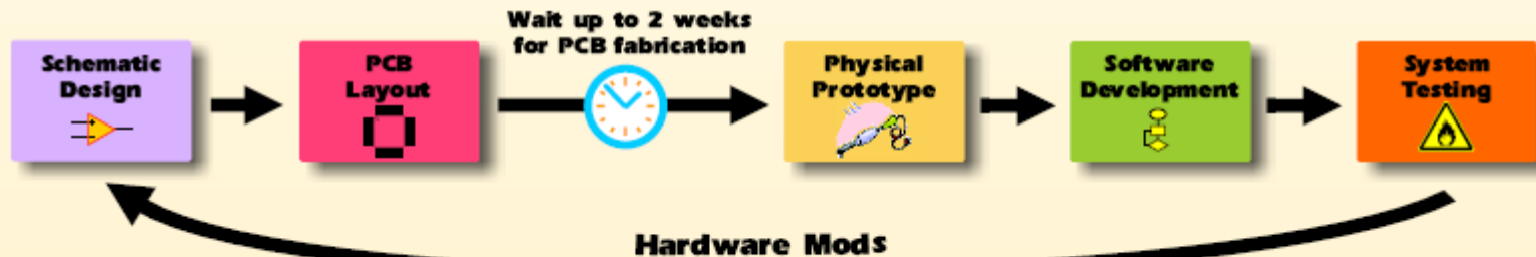 Wait up to 2 weeks
for PCB fabrication
Schematic
Design
PCB
Layout
Physical
Prototype
Software
Development
System
Testing
Hardware Mods